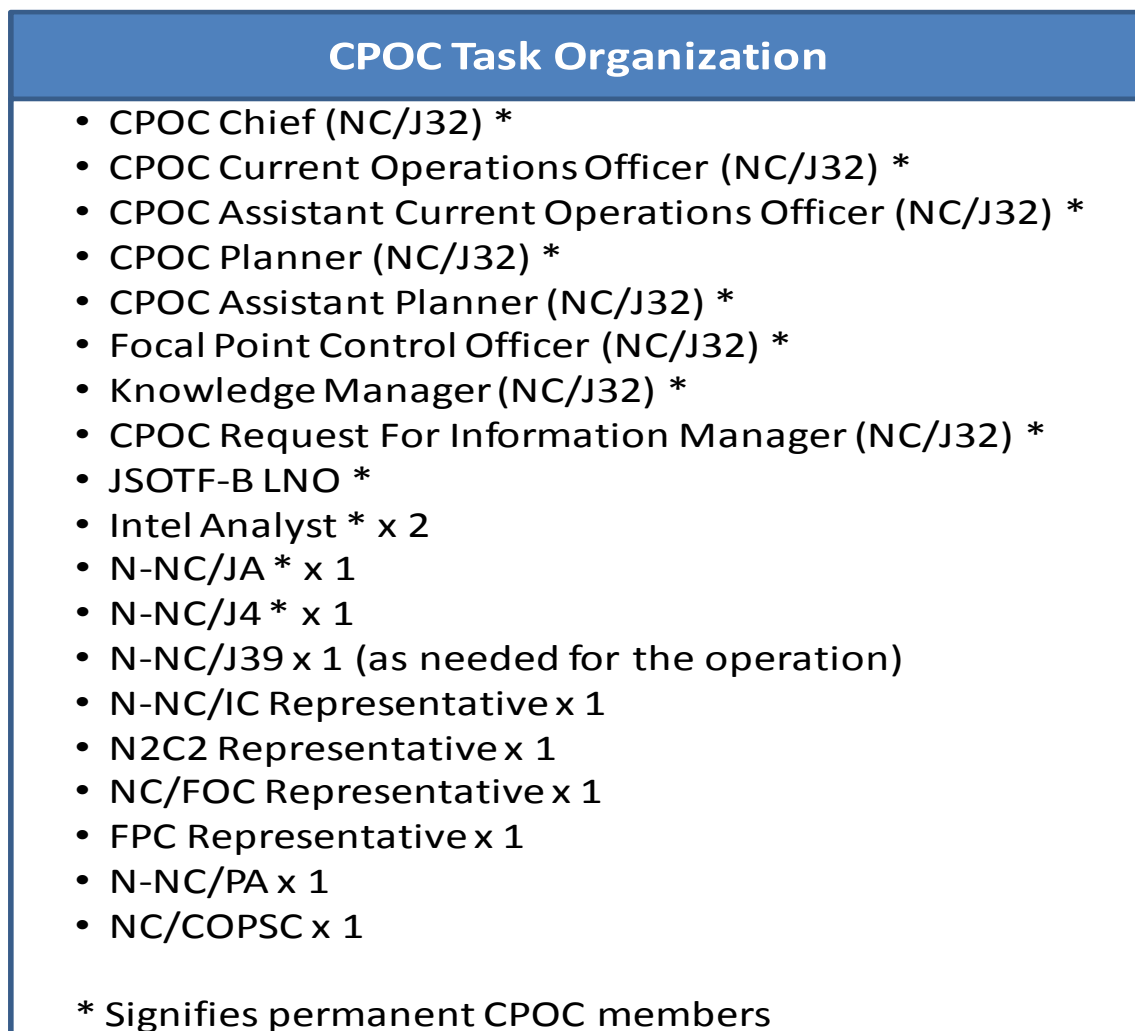 CPOC Task Organization
• CPOC Chief (NC/J32) *
• CPOC Current Operations Officer (NC/J32) *
• CPOC Assistant Current Operations Officer (NC/J32) *
• CPOC Planner (NC/J32) *
• CPOC Assistant Planner (NC/J32) *
• Focal Point Control Officer (NC/J32) *
• Knowledge Manager (NC/J32) *
• CPOC Request For Information Manager (NC/J32) *
• JSOTF-B LNO *
• Intel Analyst * x 2
• N-NC/JA * x 1
• N-NC/J4 * x 1
• N-NC/J39 x 1 (as needed for the operation)
• N-NC/IC Representative x 1
• N2C2 Representative x 1
• NC/FOC Representative x 1
• FPC Representative x 1
• N-NC/PA x 1
• NC/COPSC x 1
* Signifies permanent CPOC members